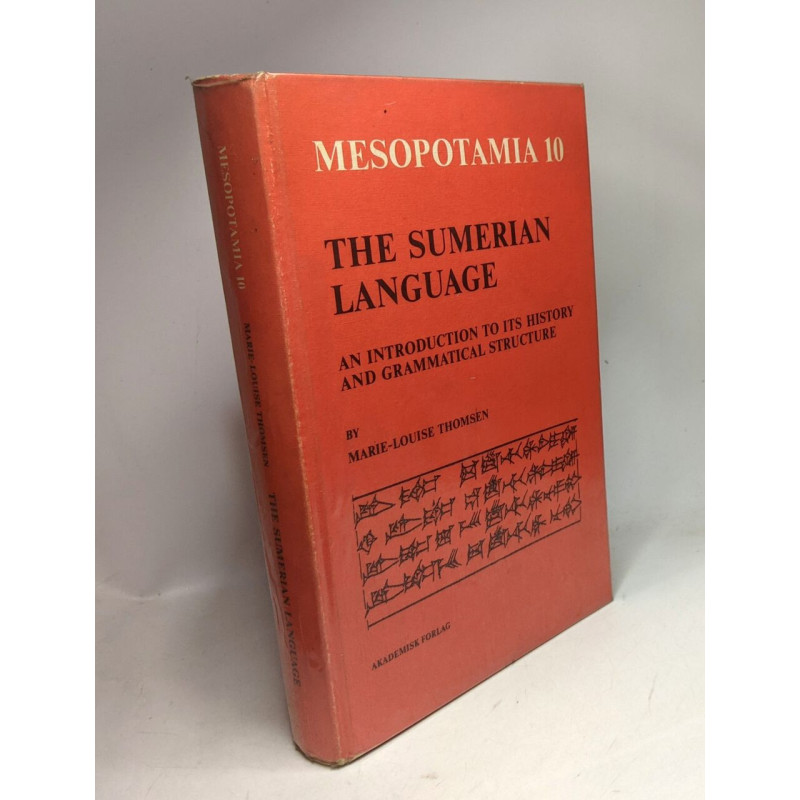 MESOPOTAMIA 10
THE SUMERIAN
LANGUAGE
AN INTRODUCTION TO ITS HISTORY
AND GRAMMATICAL STRUCTURE
BY
MARIE-LOUISE THOMSEN
AKADEMISK FORLAG
MESOPOTAMIA 10
MARIE-LOUISE THOMSEN
THE SUMERIAN LANGUAGE